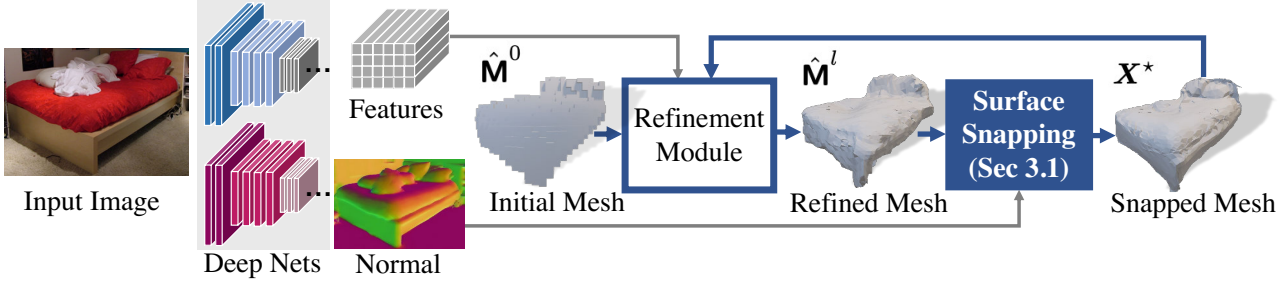 Input Image
Deep Nets
...
...
Features
Normal
M̂⁰
Initial Mesh
Refinement
Module
M̂ˡ
Refined Mesh
Surface
Snapping
(Sec 3.1)
X⋆
Snapped Mesh